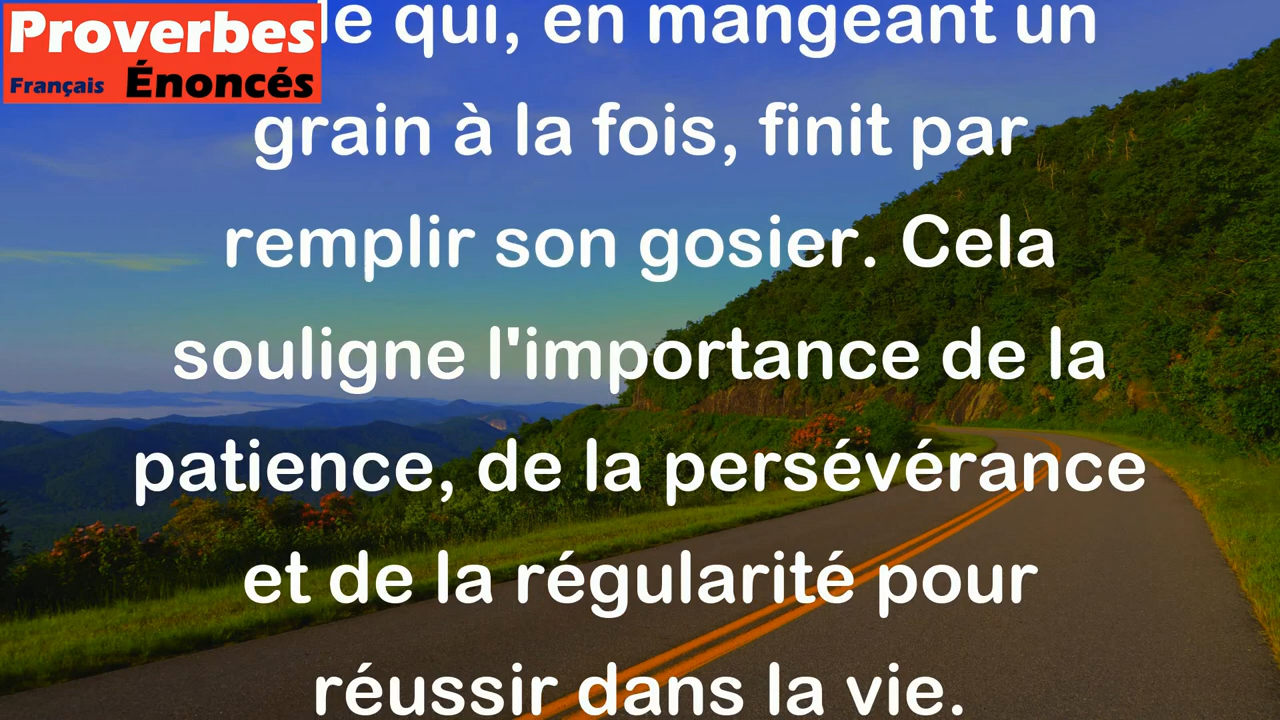 Proverbes
Français Énoncés
qui, en mangeant un
grain à la fois, finit par
remplir son gosier. Cela
souligne l'importance de la
patience, de la persévérance
et de la régularité pour
réussir dans la vie.